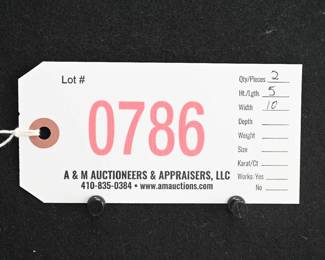 Lot #
0786
A & M AUCTIONEERS & APPRAISERS, LLC
410-835-0384 • www.amauctions.com
Qty/Pieces 2
Ht./Lgth. 5
Width 10
Depth
Weight
Size
Karat/Ct
Works: Yes
No